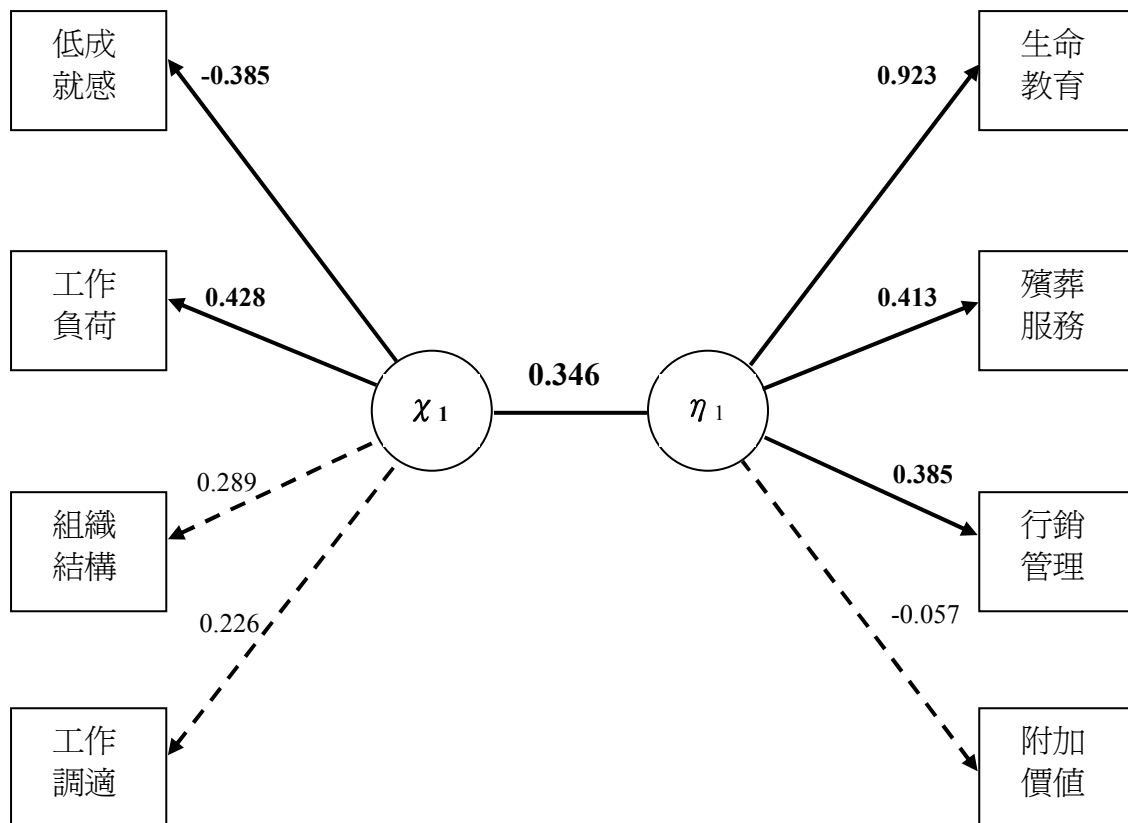 低成
就感
-0.385
0.923
生命
教育
工作
負荷
0.428
0.413
殯葬
服務
χ 1
0.346
η 1
組織
結構
0.289
0.385
行銷
管理
工作
調適
0.226
-0.057
附加
價值